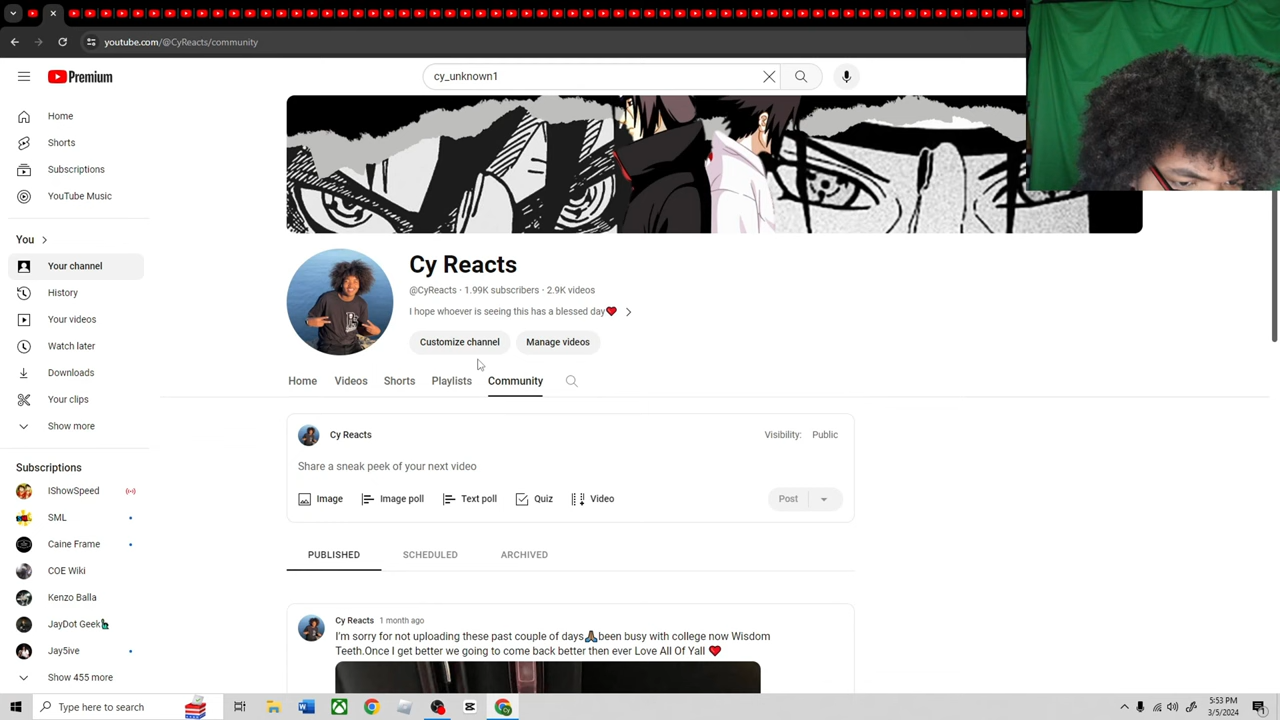 youtube.com/@CyReacts/community
Premium
cy_unknown1
Home
Shorts
Subscriptions
YouTube Music
You
Your channel
History
Your videos
Watch later
Downloads
Your clips
Show more
Subscriptions
IShowSpeed
SML
Caine Frame
COE Wiki
Kenzo Balla
JayDot Geek
Jay5ive
Show 455 more
Cy Reacts
@CyReacts · 1.99K subscribers · 2.9K videos
I hope whoever is seeing this has a blessed day❤️
Customize channel
Manage videos
Home
Videos
Shorts
Playlists
Community
Cy Reacts
Visibility: Public
Share a sneak peek of your next video
Image
Image poll
Text poll
Quiz
Video
Post
PUBLISHED
SCHEDULED
ARCHIVED
Cy Reacts 1 month ago
I'm sorry for not uploading these past couple of days🙏🏾been busy with college now Wisdom
Teeth.Once I get better we going to come back better then ever Love All Of Yall ❤️
Type here to search
5:53 PM
3/5/2024